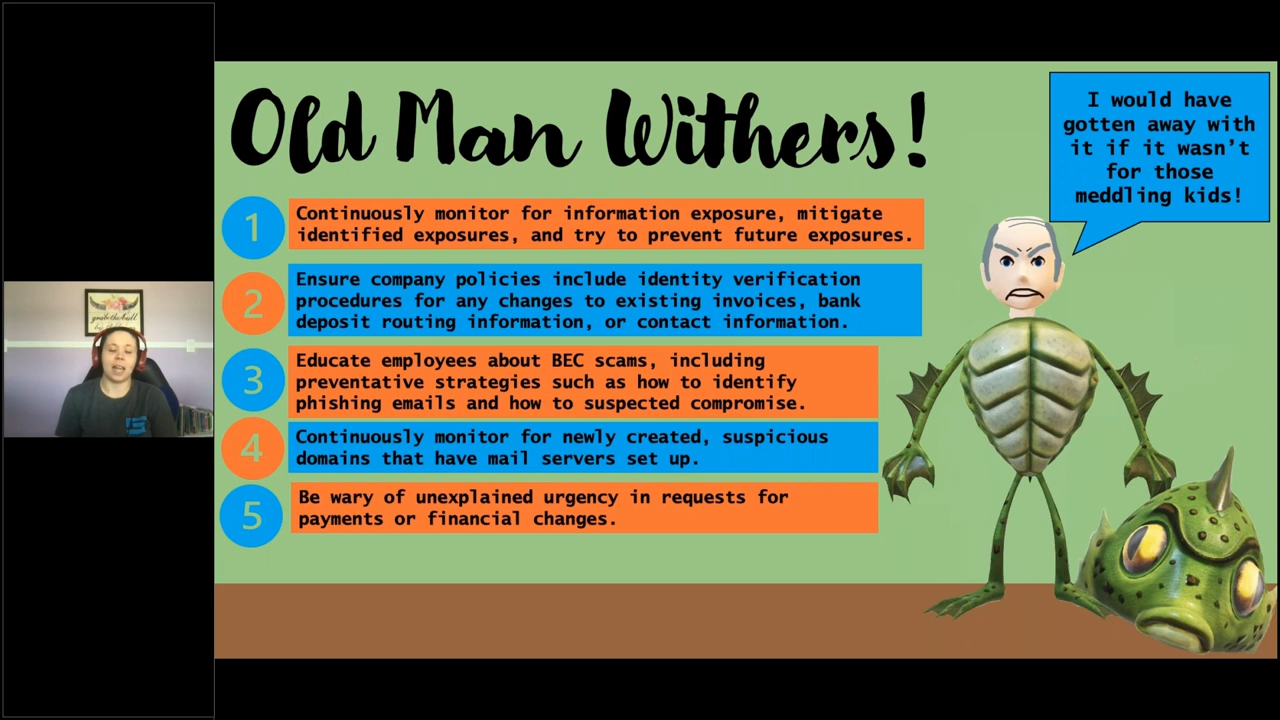 Old Man Withers!
I would have
gotten away with
it if it wasn't
for those
meddling kids!
1
Continuously monitor for information exposure, mitigate
identified exposures, and try to prevent future exposures.
2
Ensure company policies include identity verification
procedures for any changes to existing invoices, bank
deposit routing information, or contact information.
3
Educate employees about BEC scams, including
preventative strategies such as how to identify
phishing emails and how to suspected compromise.
4
Continuously monitor for newly created, suspicious
domains that have mail servers set up.
5
Be wary of unexplained urgency in requests for
payments or financial changes.